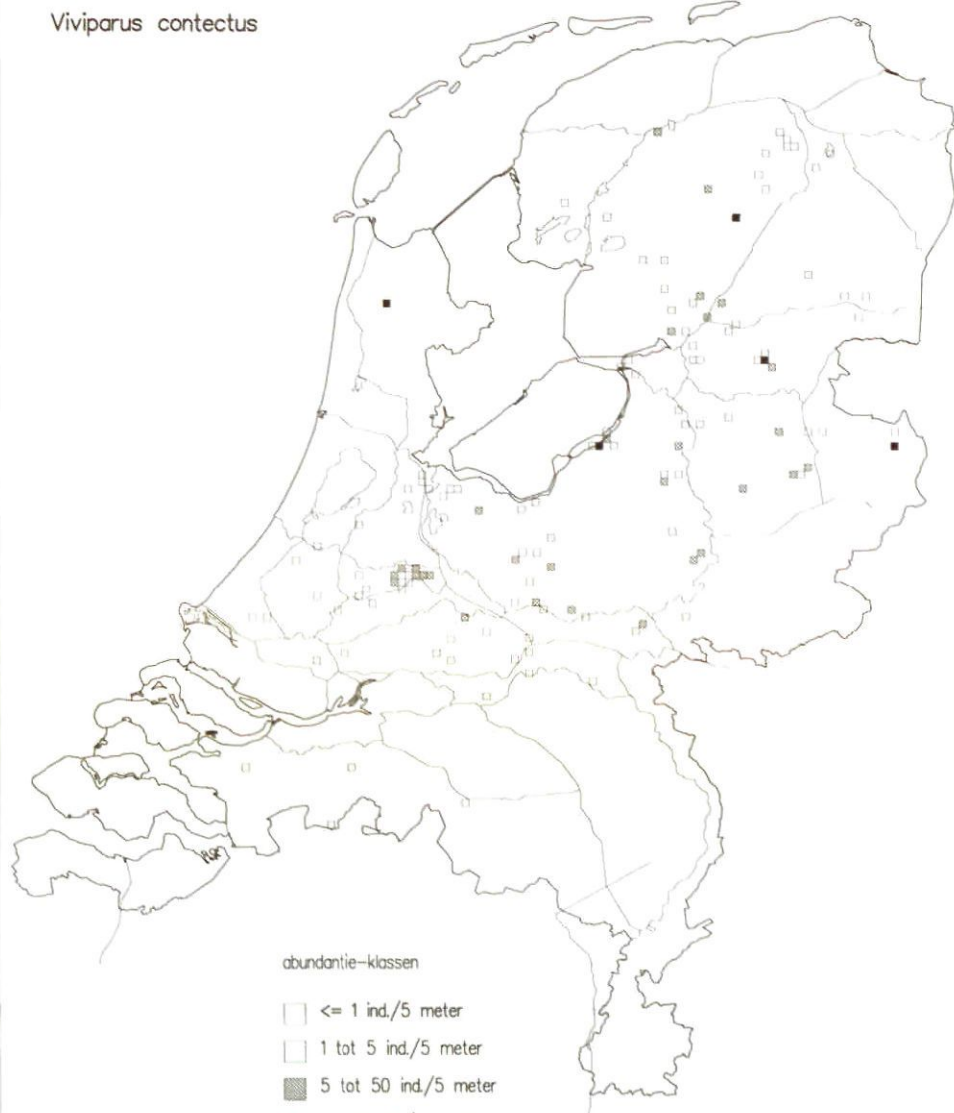 Viviparus contectus
abundantie-klassen
<= 1 ind./5 meter
1 tot 5 ind./5 meter
5 tot 50 ind./5 meter